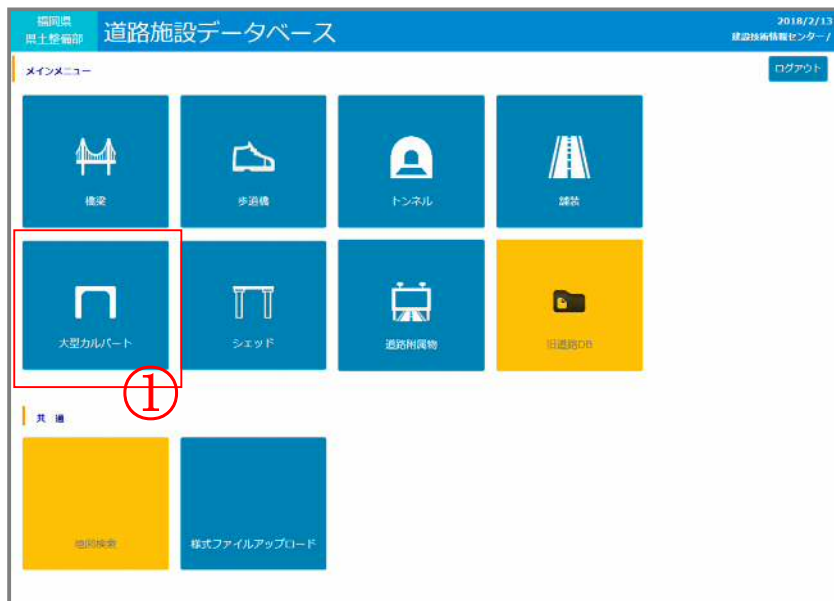 福岡県
県土整備部
道路施設データベース
2018/2/13
建設技術情報センター/
メインメニュー
ログアウト
橋梁
歩道橋
トンネル
舗装
大型カルバート
シェッド
道路附属物
旧道路DB
①
共 通
地図検索
様式ファイルアップロード